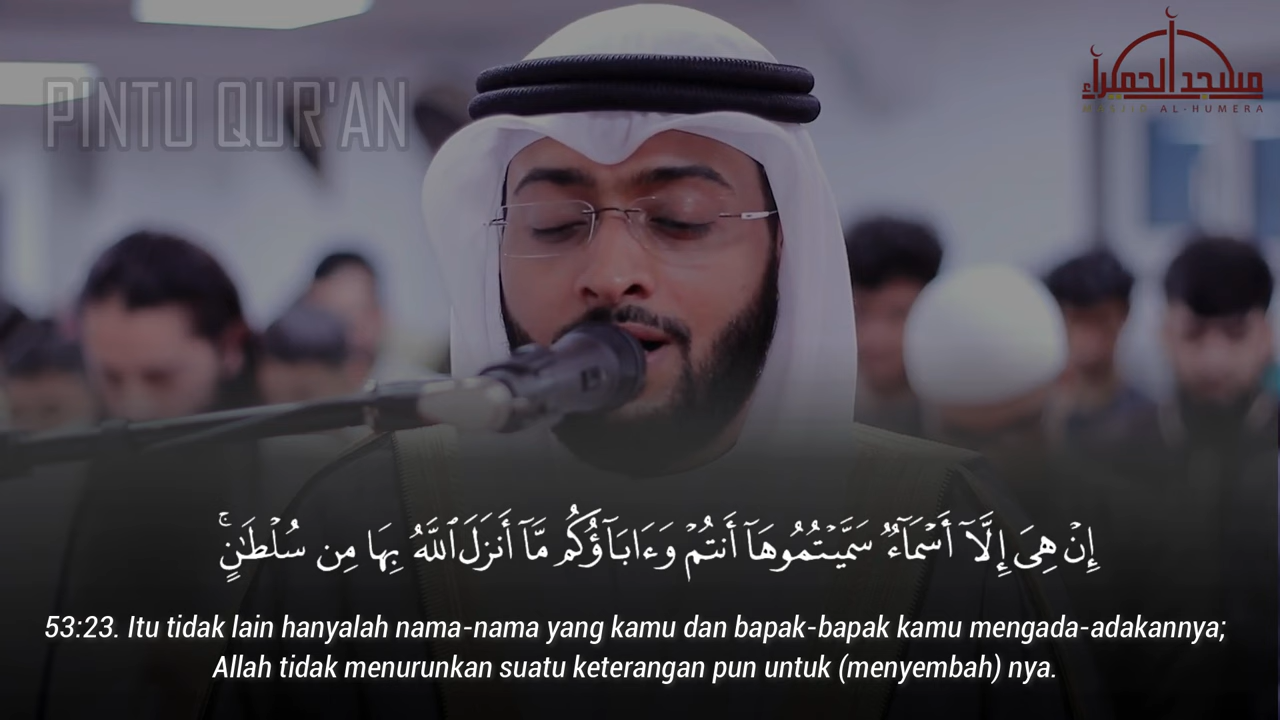 PINTU QUR'AN
مسجد الحميراء
MASJID AL-HUMERA
إِنْ هِىَ إِلَّآ أَسْمَآءٌ سَمَّيْتُمُوهَآ أَنتُمْ وَءَابَآؤُكُم مَّآ أَنزَلَ ٱللَّهُ بِهَا مِن سُلْطَٰنٍ ۚ
53:23. Itu tidak lain hanyalah nama-nama yang kamu dan bapak-bapak kamu mengada-adakannya;
Allah tidak menurunkan suatu keterangan pun untuk (menyembah) nya.